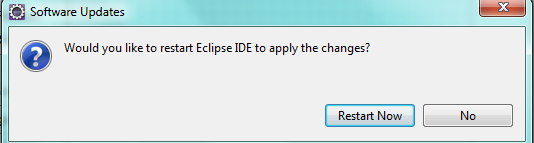 Software Updates
Would you like to restart Eclipse IDE to apply the changes?
Restart Now
No